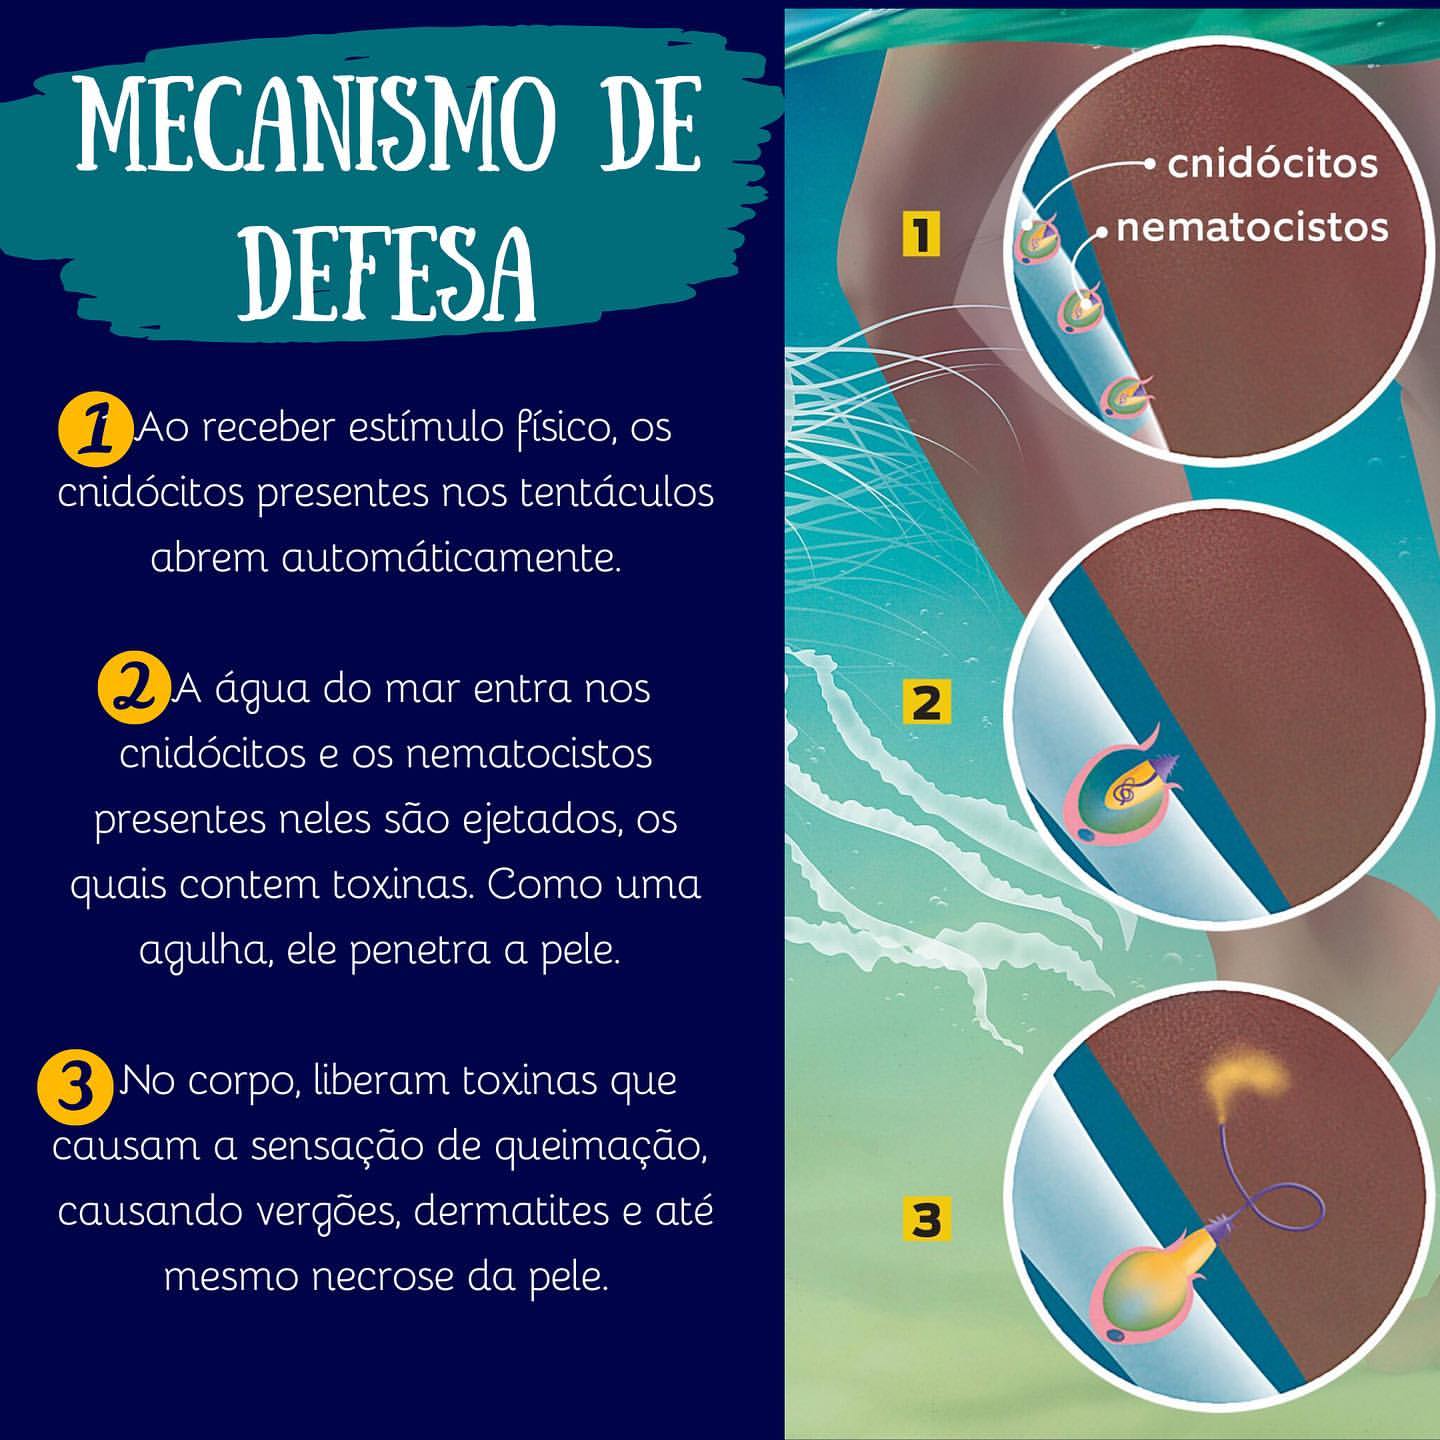 MECANISMO DE
DEFESA
1 Ao receber estímulo físico, os
cnidócitos presentes nos tentáculos
abrem automáticamente.
2 A água do mar entra nos
cnidócitos e os nematocistos
presentes neles são ejetados, os
quais contem toxinas. Como uma
agulha, ele penetra a pele.
3 No corpo, liberam toxinas que
causam a sensação de queimação,
causando vergões, dermatites e até
mesmo necrose da pele.
1
cnidócitos
nematocistos
2
3